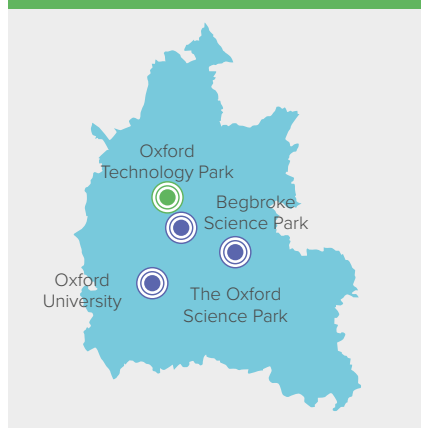 Oxford
Technology Park
Begbroke
Science Park
Oxford
University
The Oxford
Science Park